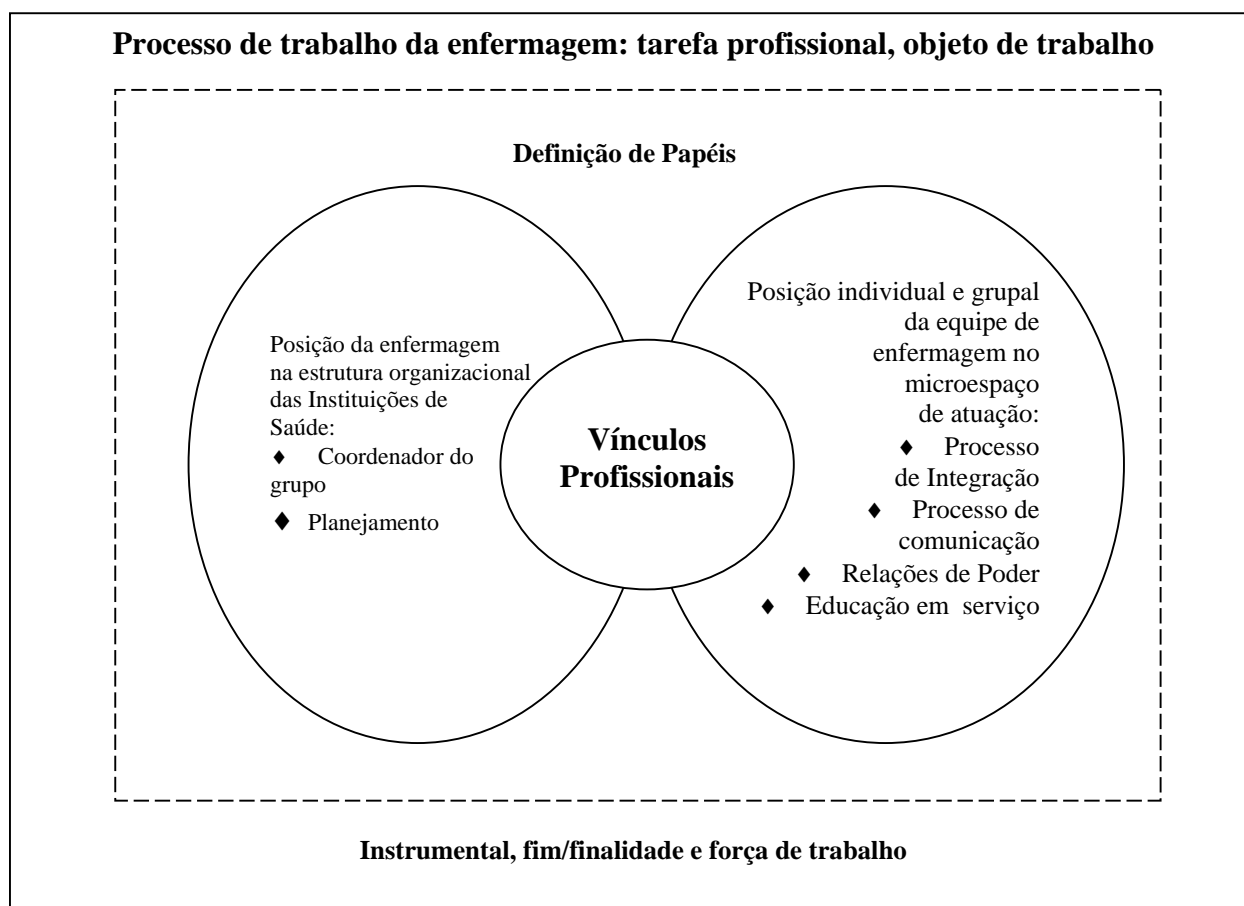 Processo de trabalho da enfermagem: tarefa profissional, objeto de trabalho
Definição de Papéis
Posição da enfermagem
na estrutura organizacional
das Instituições de
Saúde:
♦ Coordenador do
grupo
♦ Planejamento
Vínculos
Profissionais
Posição individual e grupal
da equipe de
enfermagem no
microespaço
de atuação:
♦ Processo
de Integração
♦ Processo de
comunicação
♦ Relações de Poder
♦ Educação em serviço
Instrumental, fim/finalidade e força de trabalho